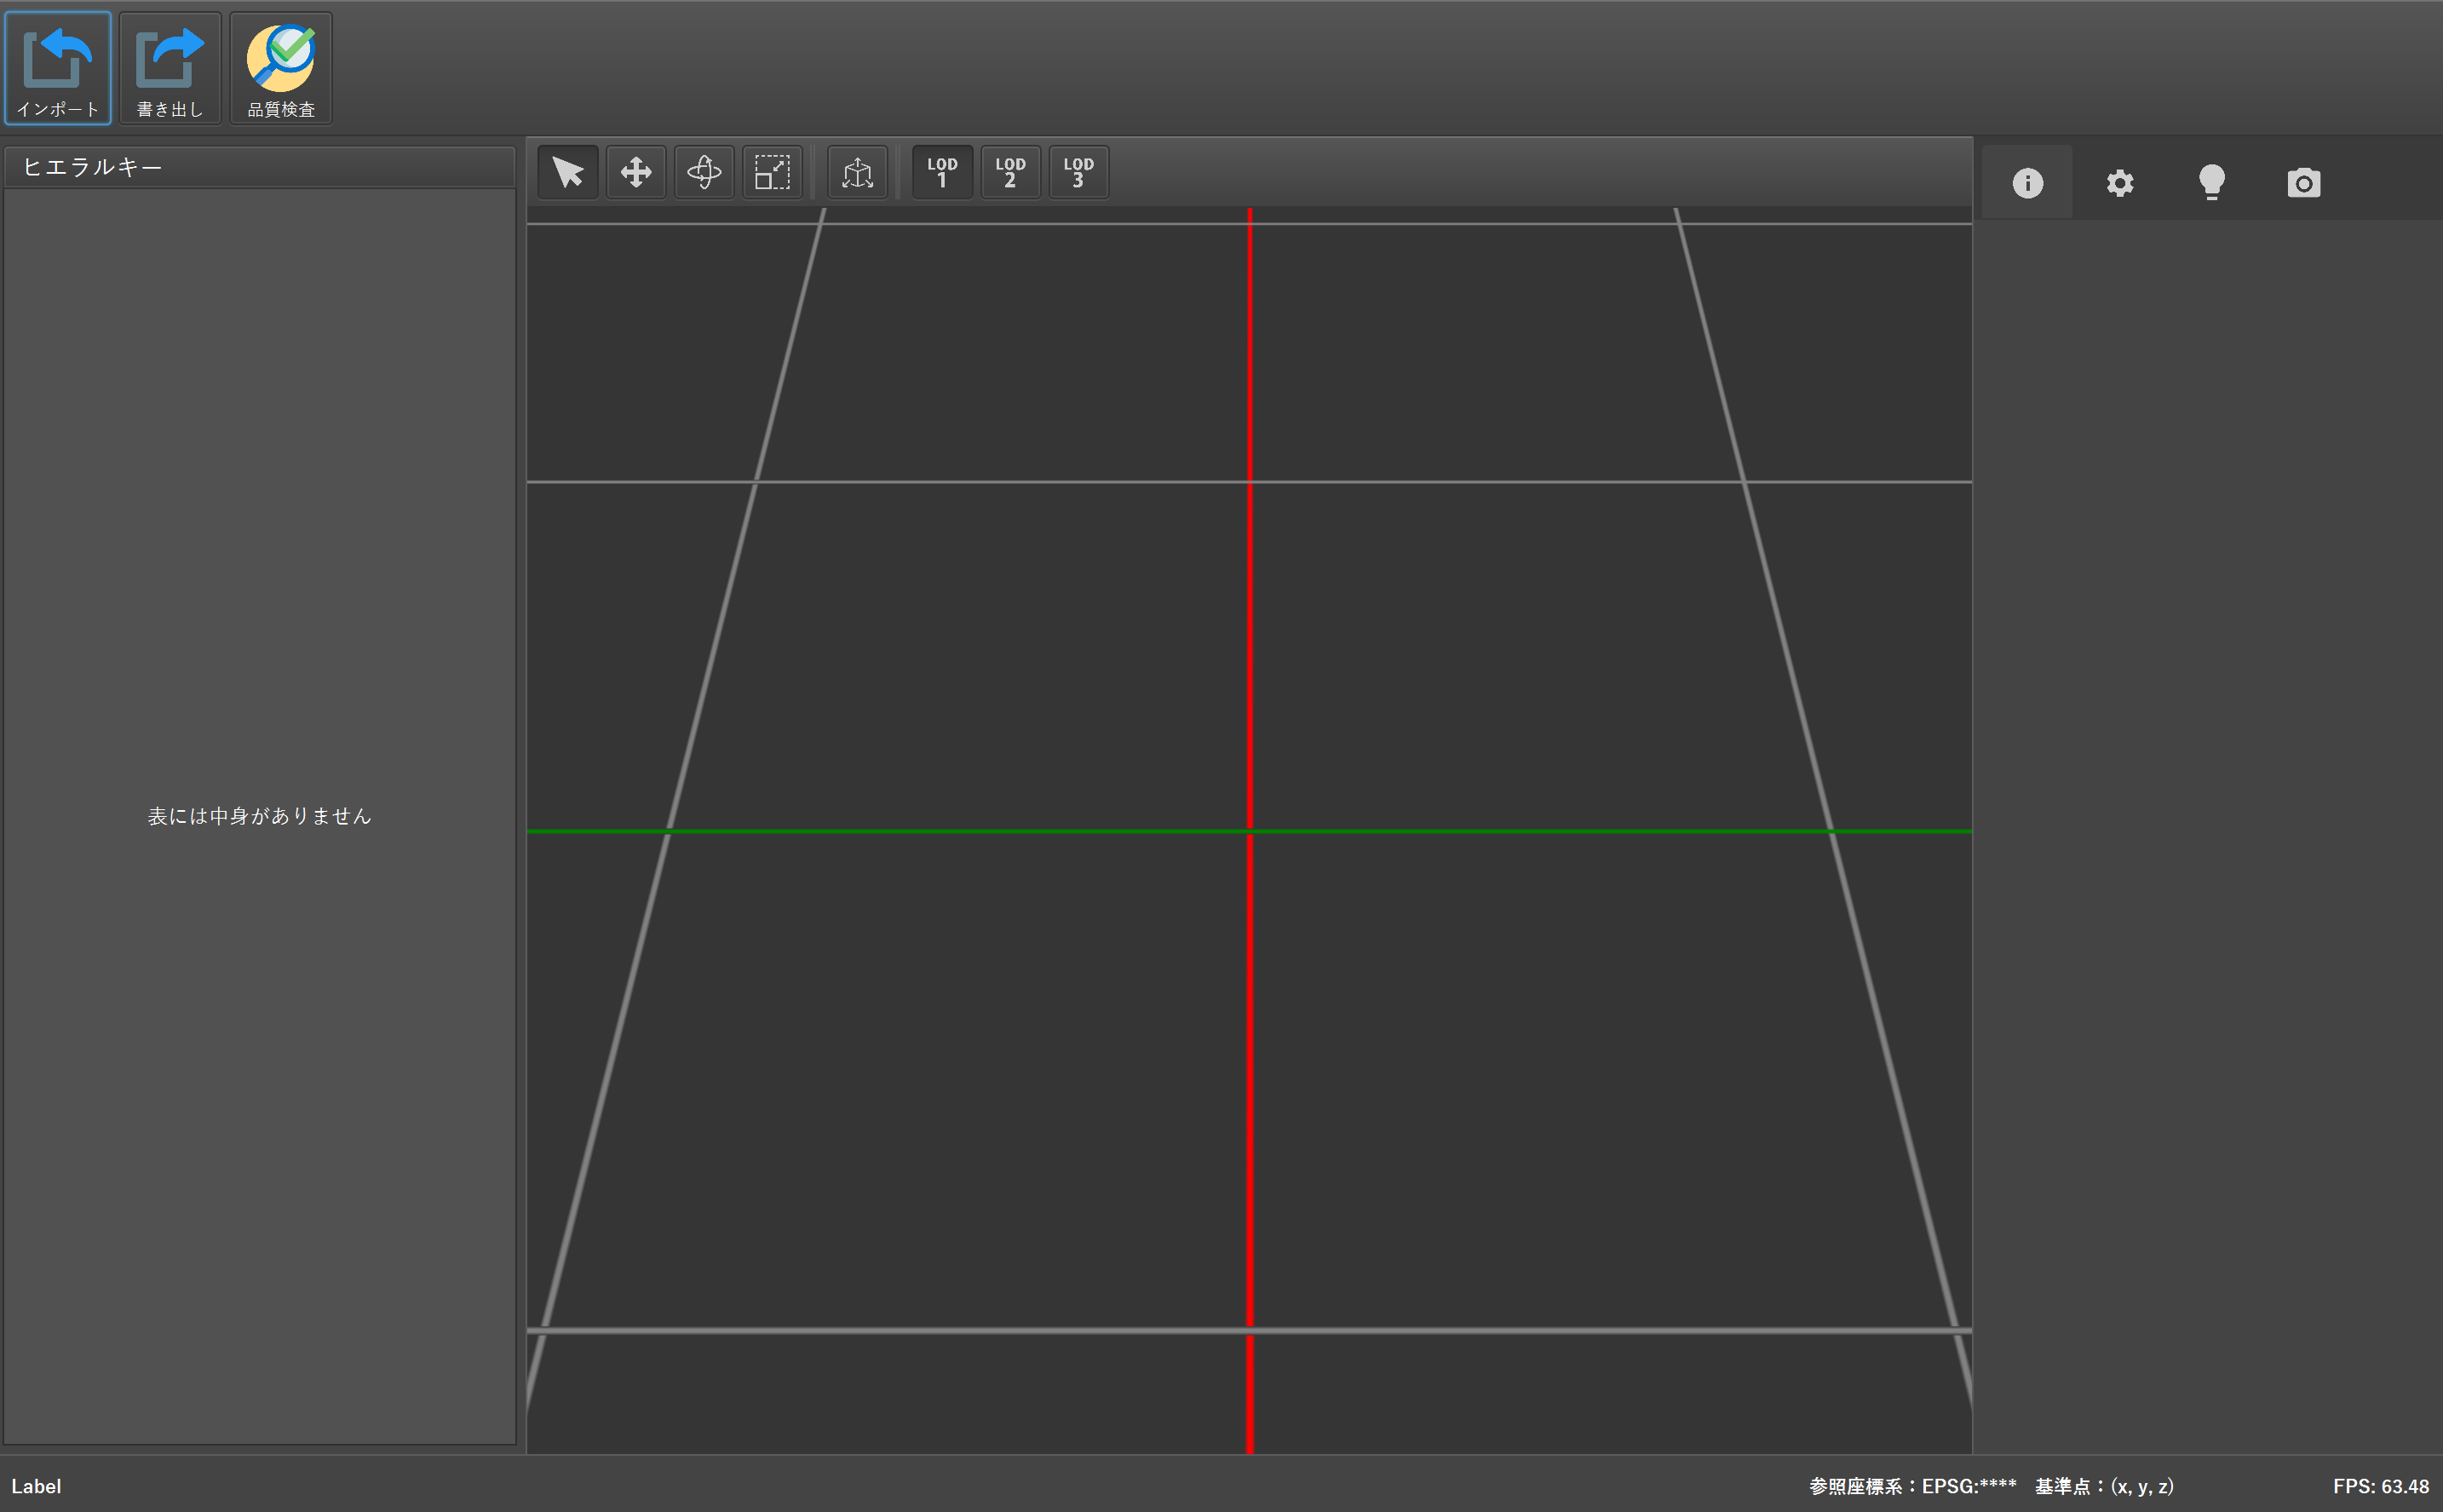 インポート
書き出し
品質検査
ヒエラルキー
LOD 1
LOD 2
LOD 3
表には中身がありません
Label
参照座標系：EPSG:**** 基準点：(x, y, z)
FPS: 63.48